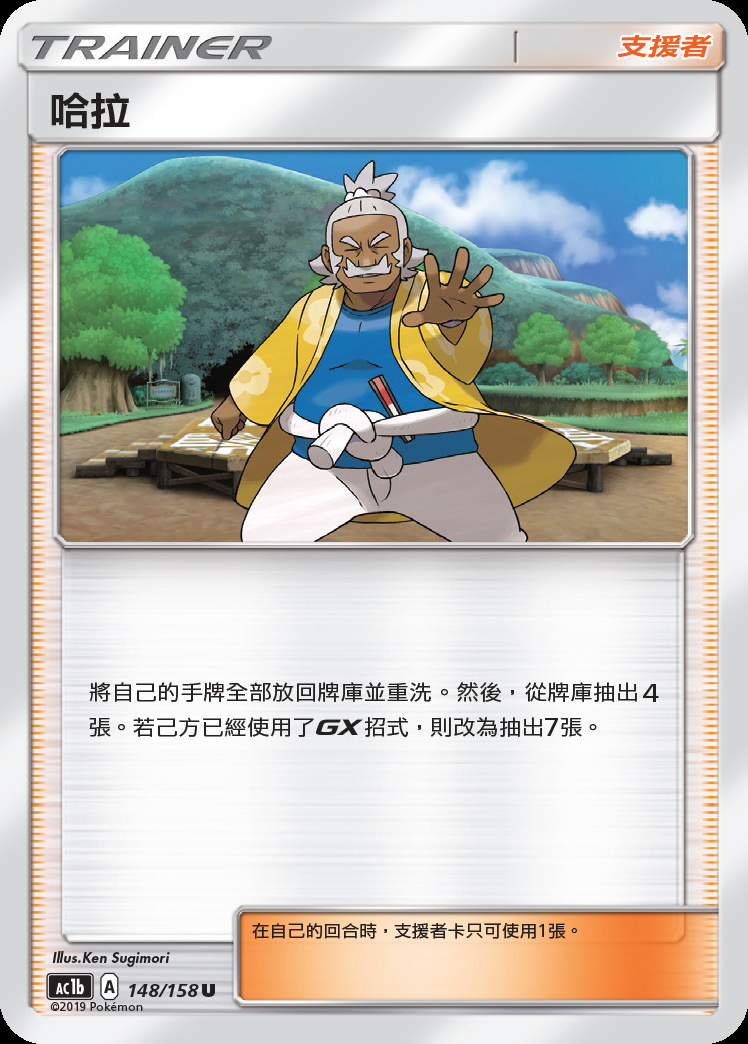 TRAINER 支援者
哈拉
將自己的手牌全部放回牌庫並重洗。然後，從牌庫抽出4
張。若己方已經使用了GX招式，則改為抽出7張。
在自己的回合時，支援者卡只可使用1張。
Illus.Ken Sugimori
AC1b A 148/158 U
©2019 Pokémon